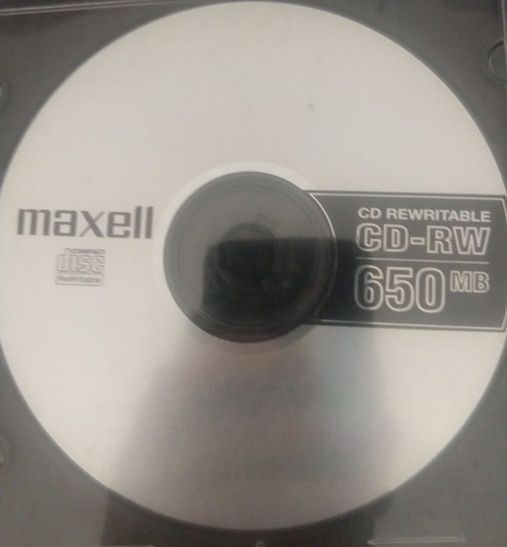 maxell
COMPACT
disc
ReWritable
CD REWRITABLE
CD-RW
650 MB